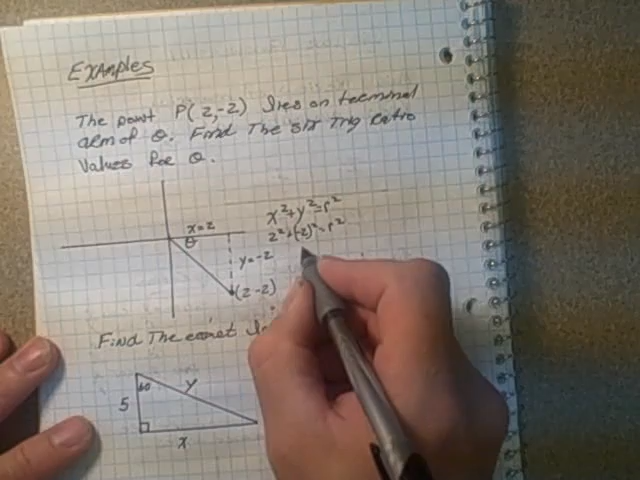 Examples
The point P(2,-2) lies on terminal
arm of θ. Find The six Trig ratio
values for θ.
x=2
θ
y=-2
(2-2)
x²+y²=r²
2²+(-2)²=r²
Find The exact
60
5
y
x